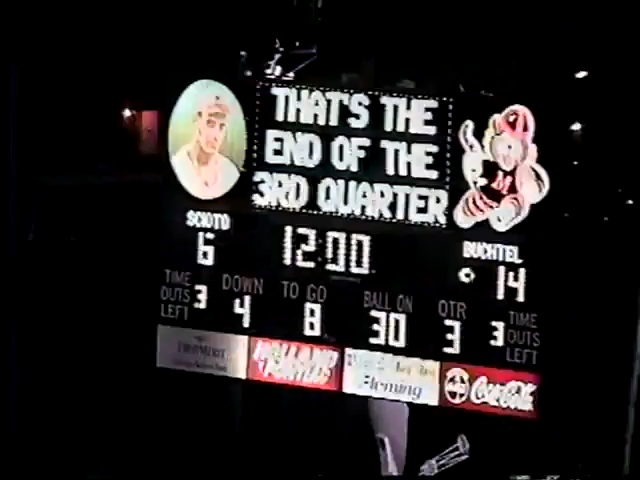 THAT'S THE
END OF THE
3RD QUARTER
SCIOTO
6
12:00
BUCHTEL
14
TIME
OUTS
LEFT
3
DOWN
4
TO GO
8
BALL ON
30
QTR
3
3
TIME
OUTS
LEFT
Fleming
Coca-Cola